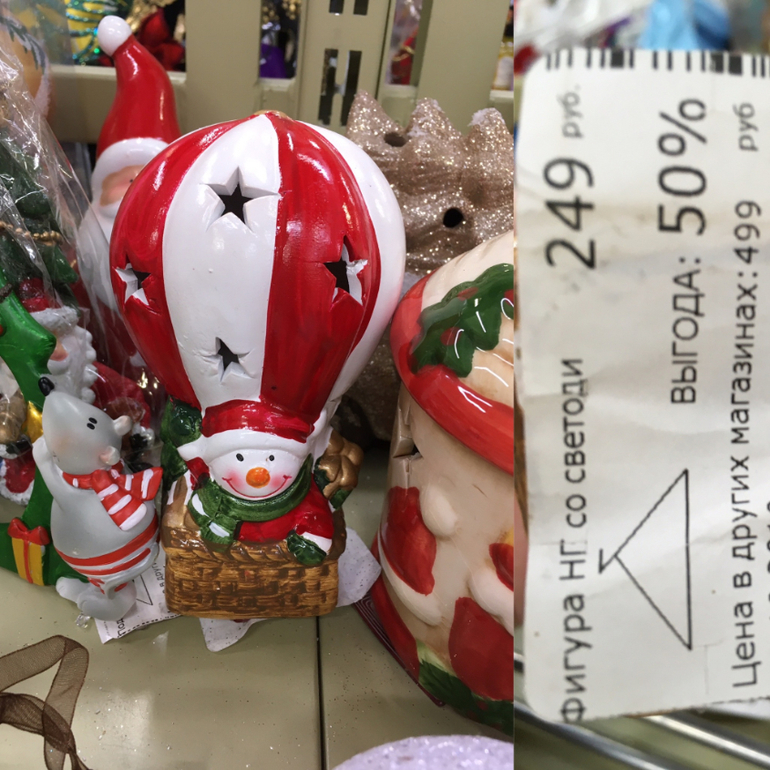 Фигура НГ со светоди
249 руб.
ВЫГОДА: 50%
Цена в других магазинах: 499 руб